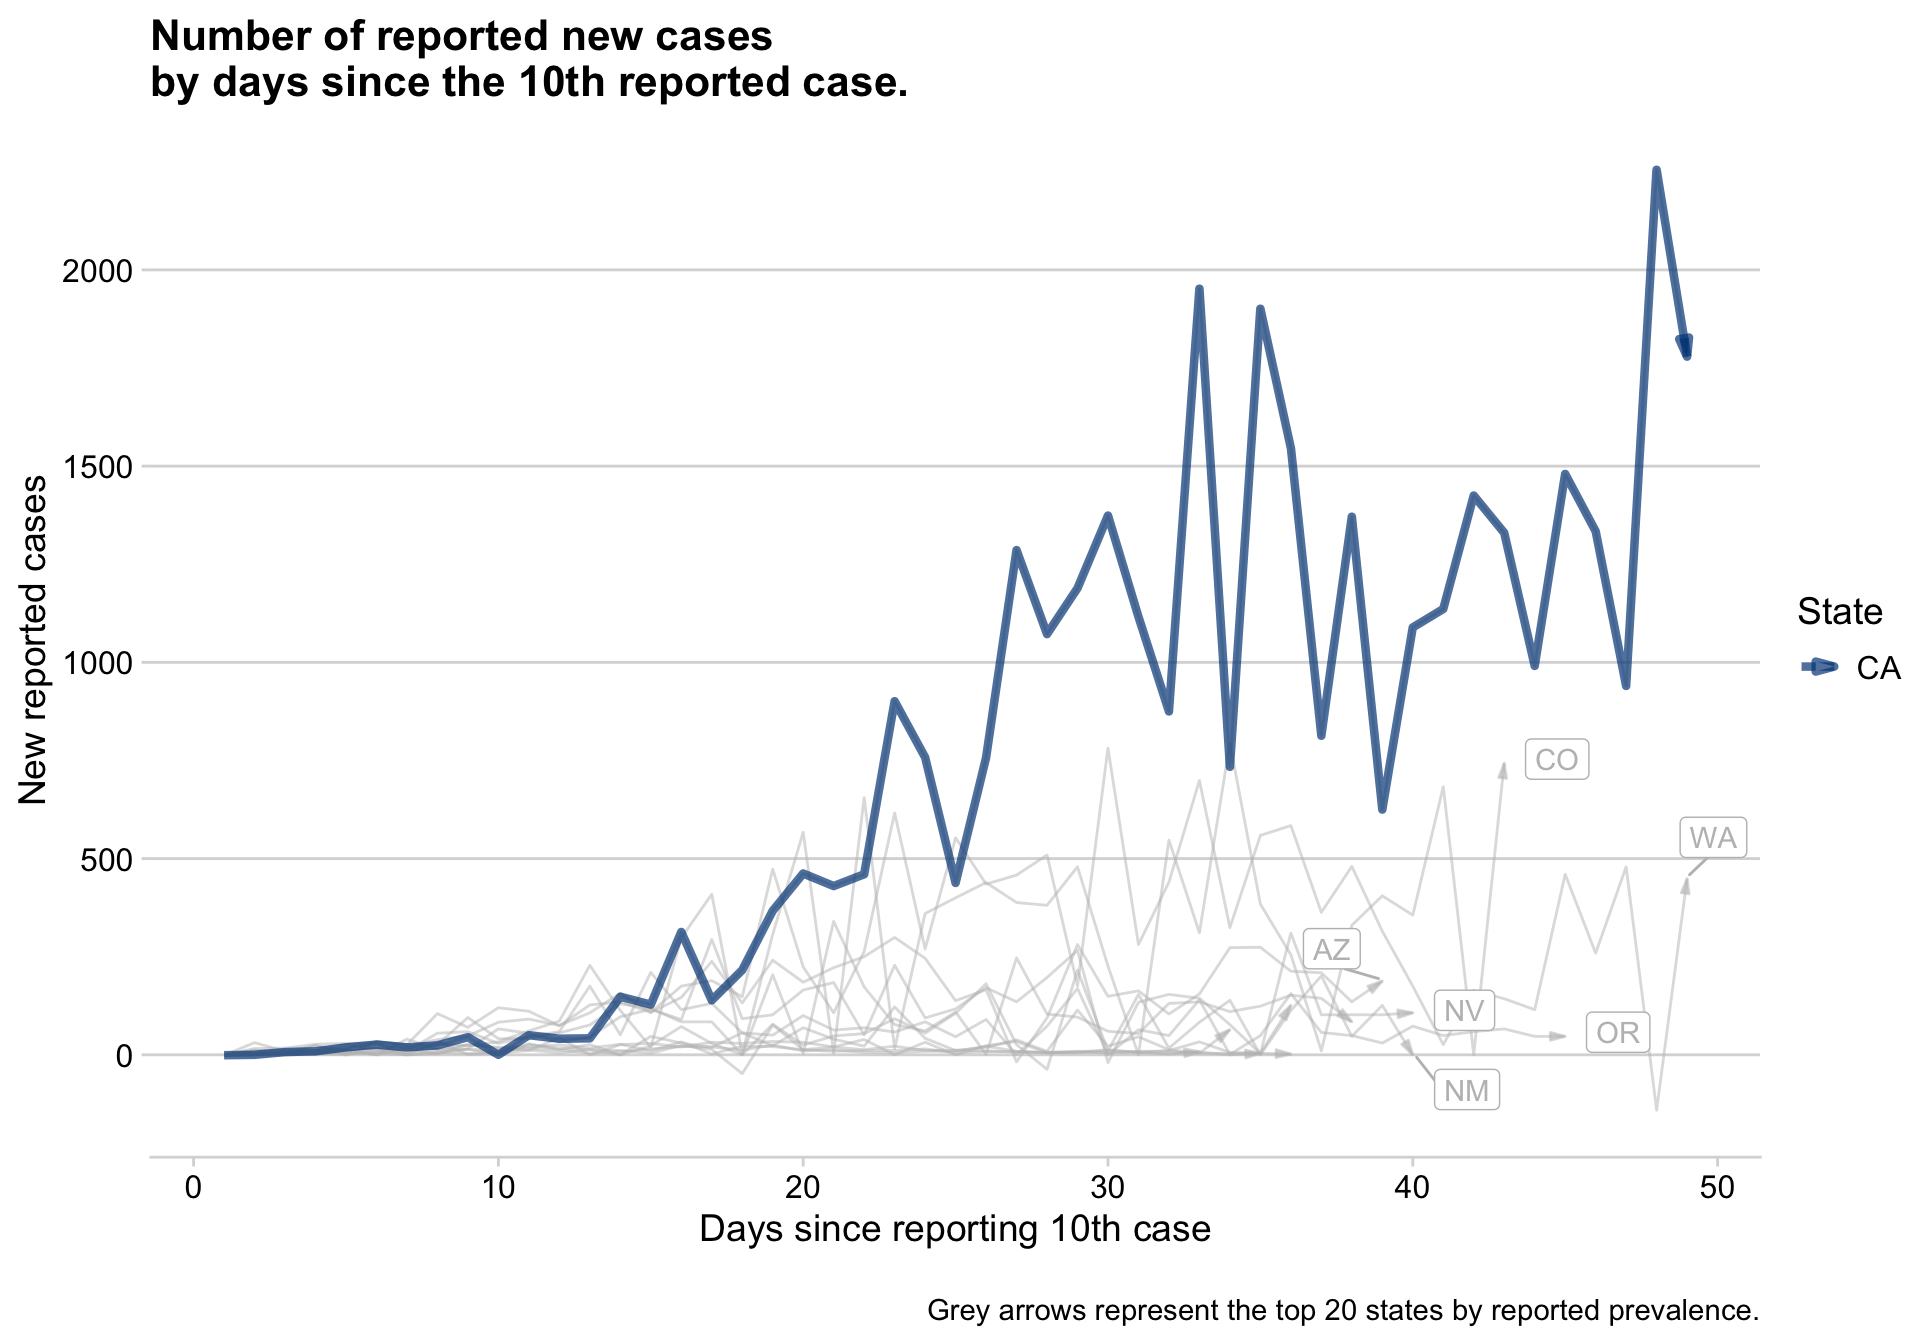 Number of reported new cases
by days since the 10th reported case.
New reported cases
2000
1500
1000
500
0
CO
WA
AZ
NV
OR
NM
State
CA
0 10 20 30 40 50
Days since reporting 10th case
Grey arrows represent the top 20 states by reported prevalence.